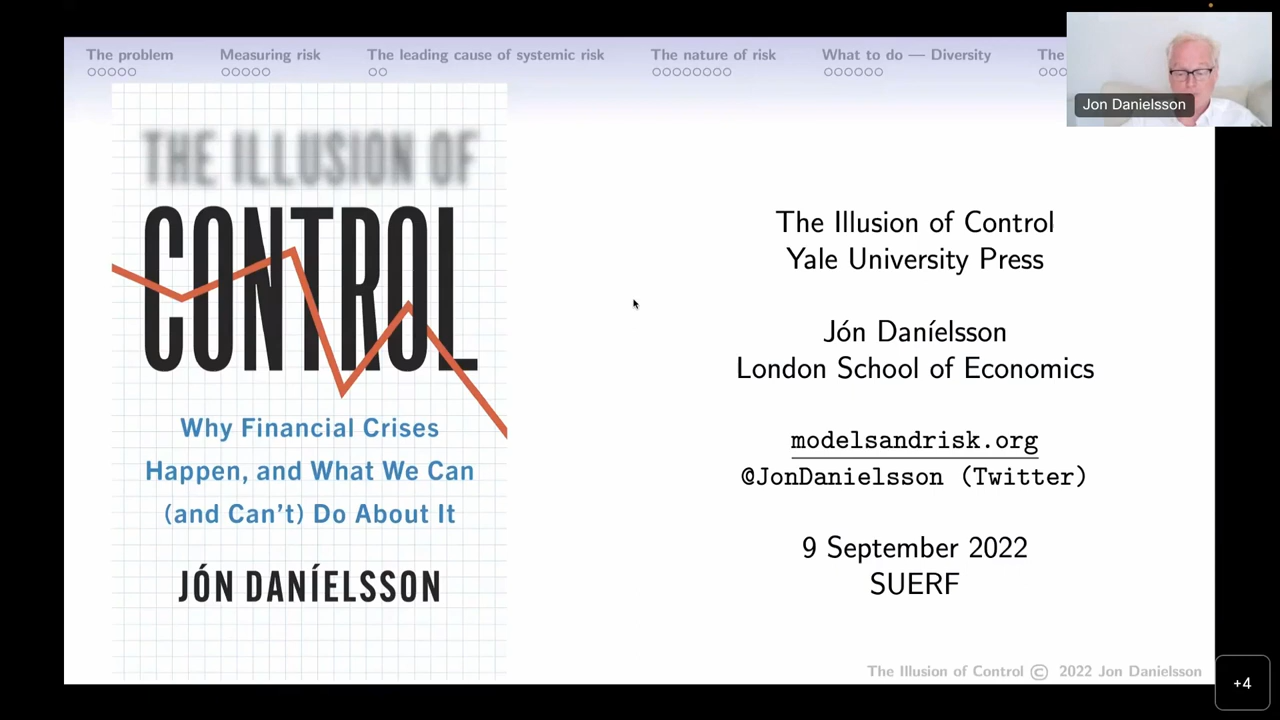 The problem
Measuring risk
The leading cause of systemic risk
The nature of risk
What to do — Diversity
The
Jon Danielsson
THE ILLUSION OF
CONTROL
Why Financial Crises
Happen, and What We Can
(and Can't) Do About It
JÓN DANÍELSSON
The Illusion of Control
Yale University Press
Jón Daníelsson
London School of Economics
modelsandrisk.org
@JonDanielsson (Twitter)
9 September 2022
SUERF
The Illusion of Control © 2022 Jon Danielsson
+4